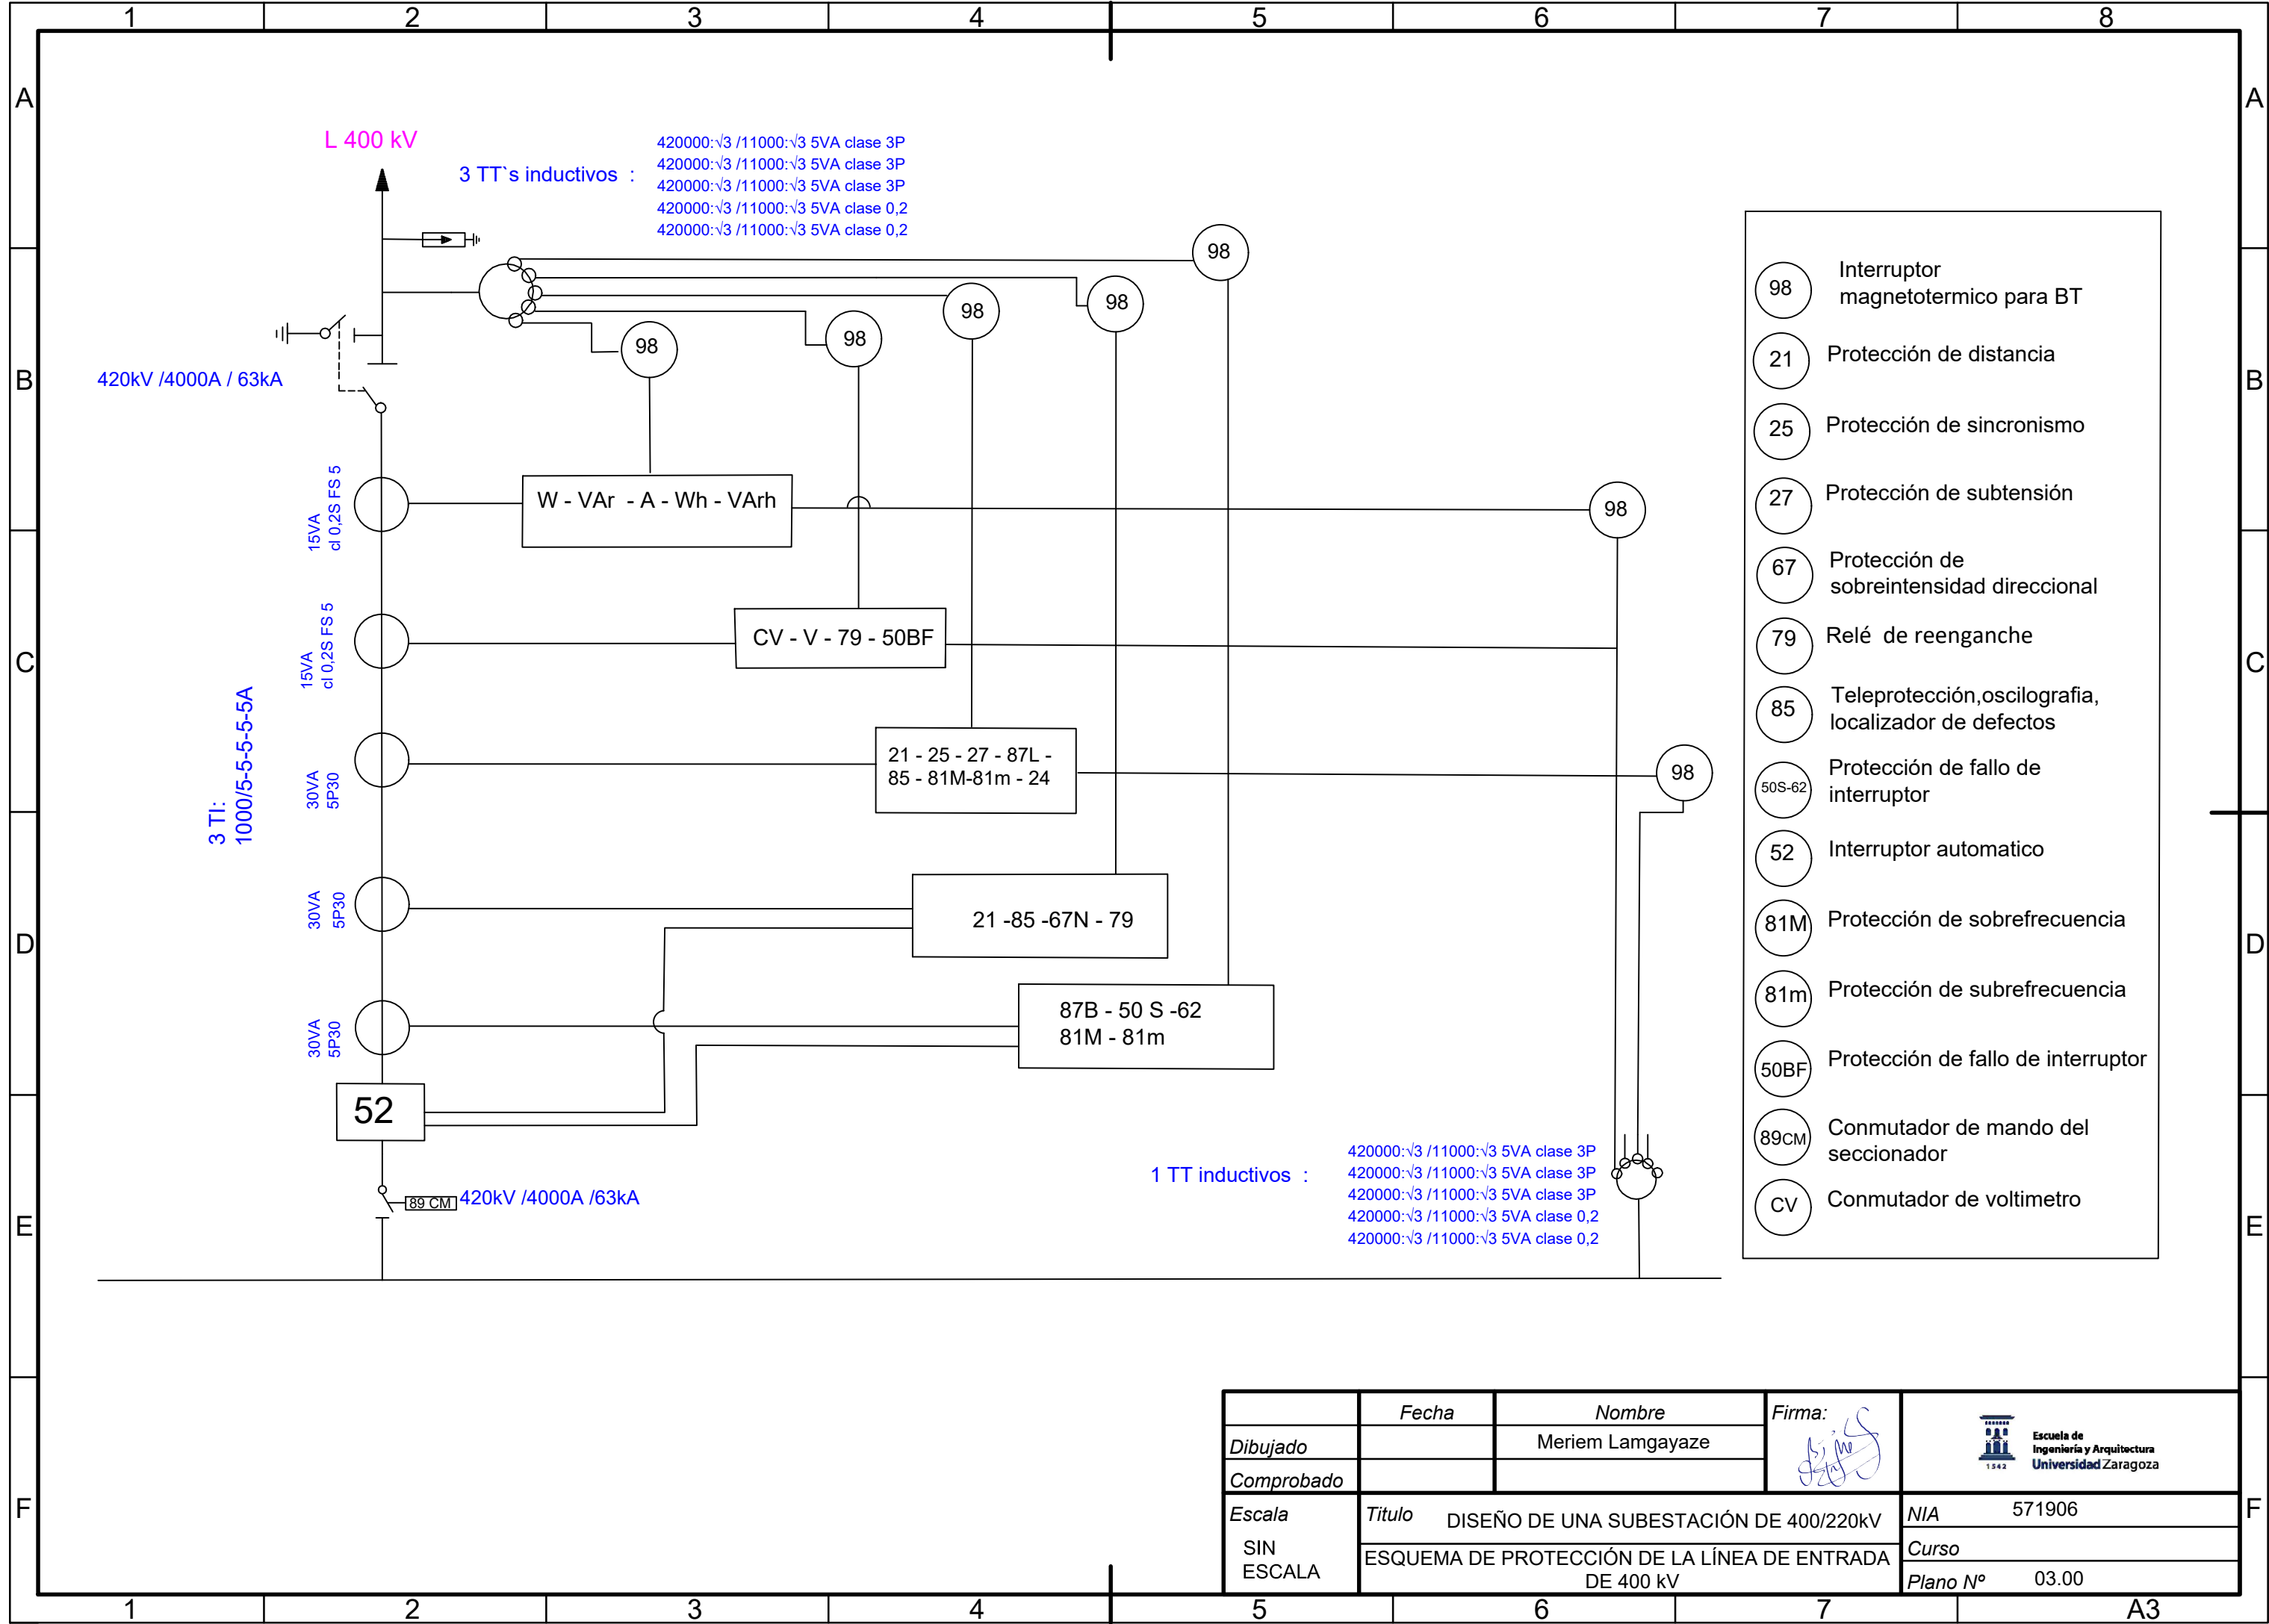 1 2 3 4 5 6 7 8
A A
B B
C C
D D
E E
F F
L 400 kV
3 TT`s inductivos :
420000:√3 /11000:√3 5VA clase 3P
420000:√3 /11000:√3 5VA clase 3P
420000:√3 /11000:√3 5VA clase 3P
420000:√3 /11000:√3 5VA clase 0,2
420000:√3 /11000:√3 5VA clase 0,2
98
98
98
98
98
420kV /4000A / 63kA
15VA
cl 0,2S FS 5
W - VAr - A - Wh - VArh
98
15VA
cl 0,2S FS 5
CV - V - 79 - 50BF
3 TI:
1000/5-5-5-5-5A
30VA
5P30
21 - 25 - 27 - 87L -
85 - 81M-81m - 24
98
30VA
5P30
21 -85 -67N - 79
30VA
5P30
87B - 50 S -62
81M - 81m
52
89 CM
420kV /4000A /63kA
1 TT inductivos :
420000:√3 /11000:√3 5VA clase 3P
420000:√3 /11000:√3 5VA clase 3P
420000:√3 /11000:√3 5VA clase 3P
420000:√3 /11000:√3 5VA clase 0,2
420000:√3 /11000:√3 5VA clase 0,2
98 Interruptor
magnetotermico para BT
21 Protección de distancia
25 Protección de sincronismo
27 Protección de subtensión
67 Protección de
sobreintensidad direccional
79 Relé de reenganche
85 Teleprotección,oscilografia,
localizador de defectos
50S-62 Protección de fallo de
interruptor
52 Interruptor automatico
81M Protección de sobrefrecuencia
81m Protección de subrefrecuencia
50BF Protección de fallo de interruptor
89CM Conmutador de mando del
seccionador
CV Conmutador de voltimetro
Fecha Nombre Firma:
Dibujado Meriem Lamgayaze
Comprobado
Escala
SIN
ESCALA
Titulo DISEÑO DE UNA SUBESTACIÓN DE 400/220kV
ESQUEMA DE PROTECCIÓN DE LA LÍNEA DE ENTRADA
DE 400 kV
1542
Escuela de
Ingeniería y Arquitectura
Universidad Zaragoza
NIA 571906
Curso
Plano Nº 03.00
1 2 3 4 5 6 7 A3